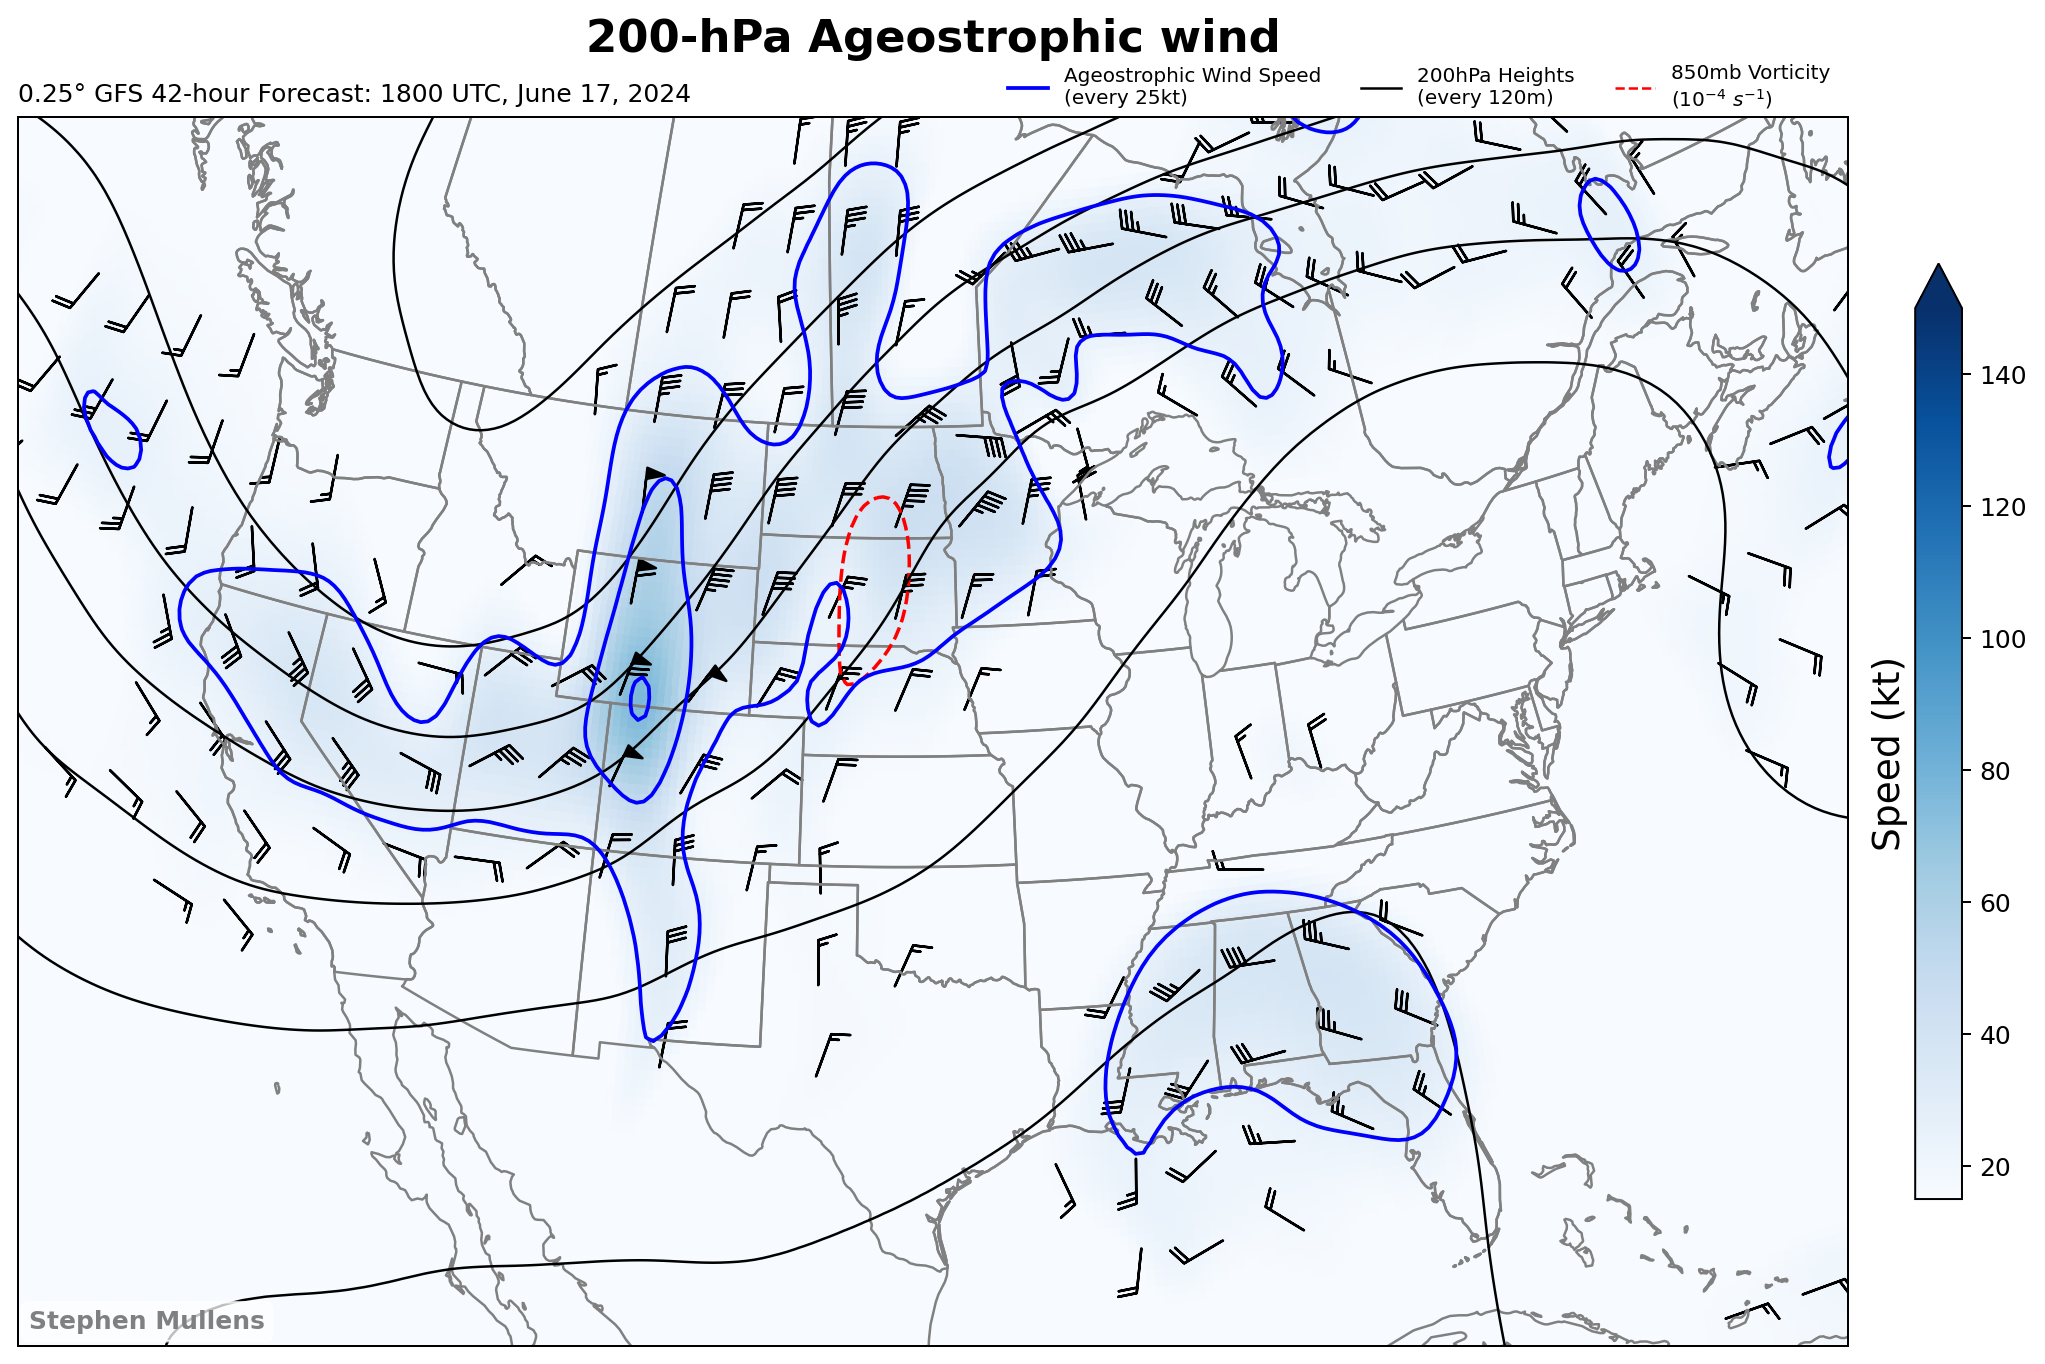 200-hPa Ageostrophic wind
0.25° GFS 42-hour Forecast: 1800 UTC, June 17, 2024
Ageostrophic Wind Speed
(every 25kt)
200hPa Heights
(every 120m)
850mb Vorticity
(10⁻⁴ s⁻¹)
140
120
100
80
60
40
20
Speed (kt)
Stephen Mullens